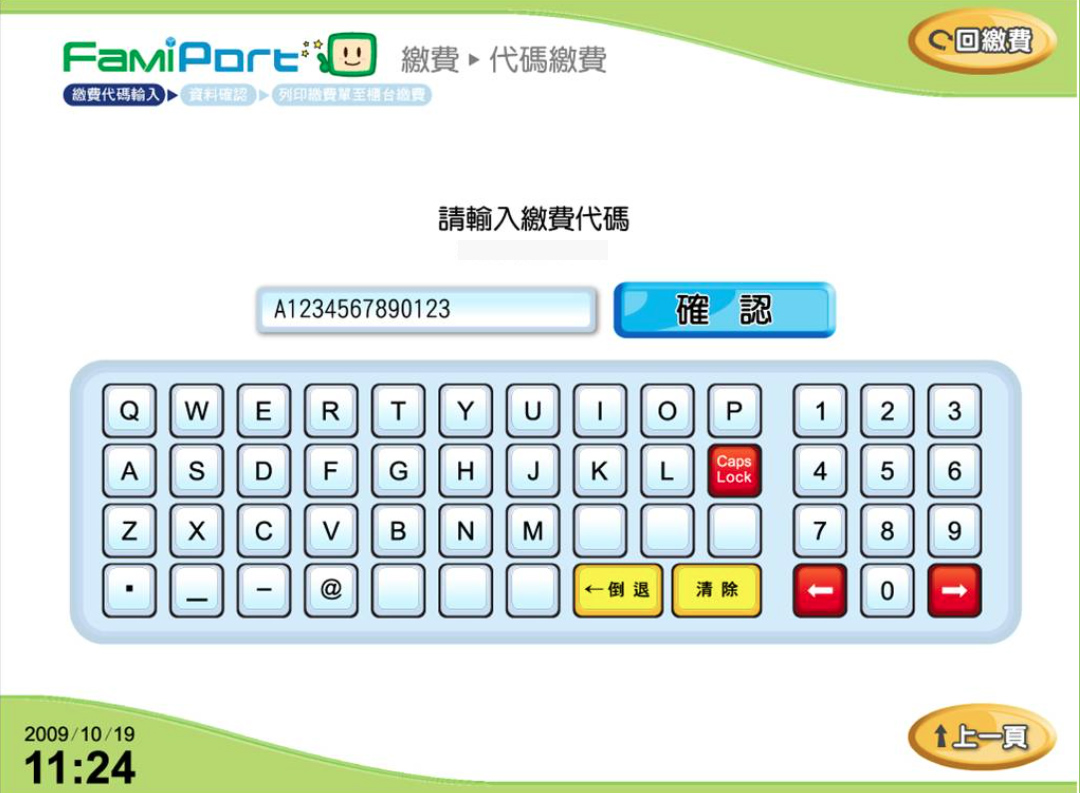 FamiPort 繳費▶代碼繳費
回繳費
繳費代碼輸入▶資料確認▶列印繳費單至櫃台繳費
請輸入繳費代碼
A1234567890123 確 認
Q W E R T Y U I O P 1 2 3
A S D F G H J K L Caps Lock 4 5 6
Z X C V B N M 7 8 9
. _ − @ ←倒 退 清 除 ← 0 →
2009/10/19
11:24
↑上一頁